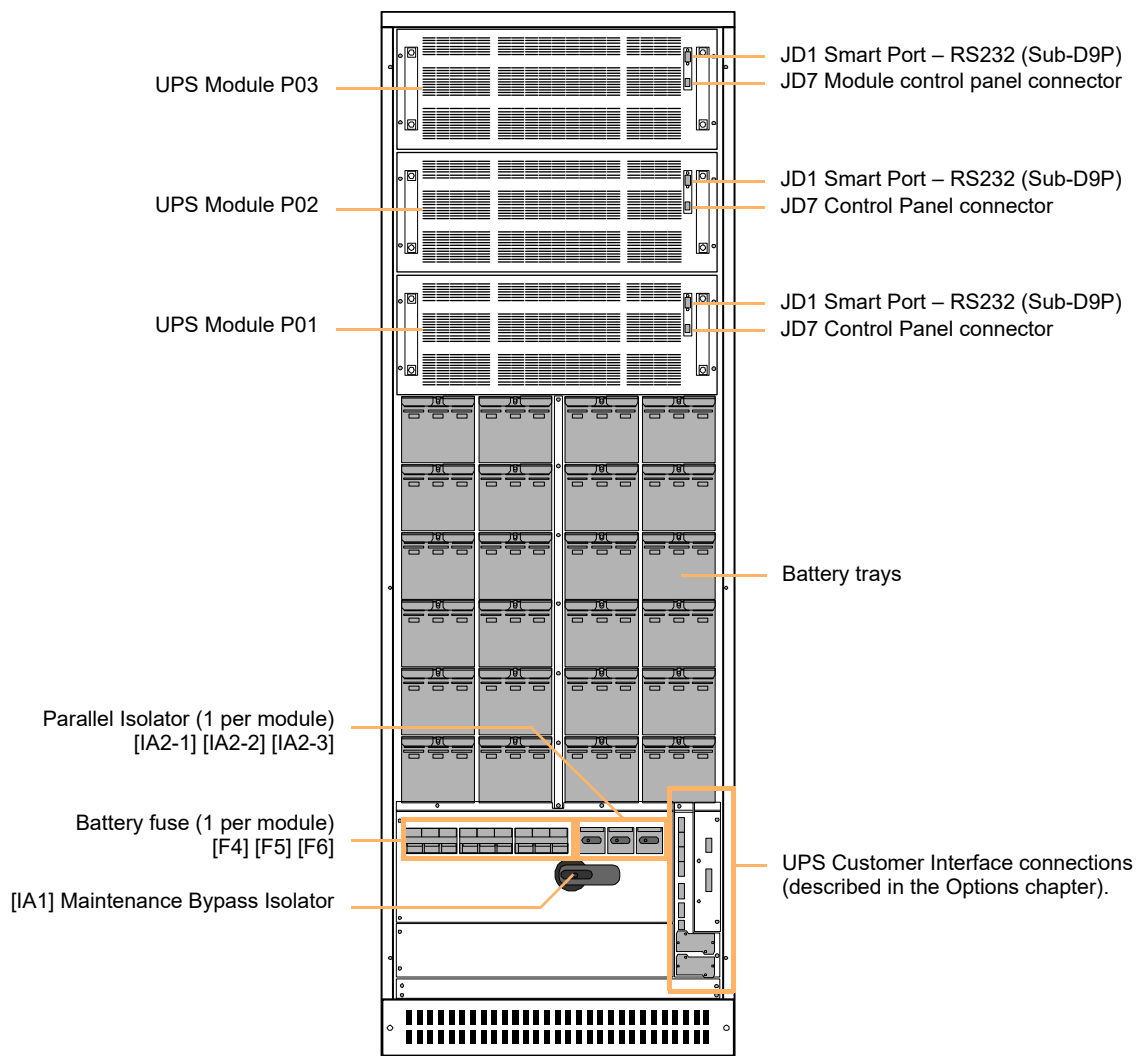 UPS Module P03
JD1 Smart Port – RS232 (Sub-D9P)
JD7 Module control panel connector
UPS Module P02
JD1 Smart Port – RS232 (Sub-D9P)
JD7 Control Panel connector
UPS Module P01
JD1 Smart Port – RS232 (Sub-D9P)
JD7 Control Panel connector
Battery trays
Parallel Isolator (1 per module)
[IA2-1] [IA2-2] [IA2-3]
Battery fuse (1 per module)
[F4] [F5] [F6]
[IA1] Maintenance Bypass Isolator
UPS Customer Interface connections
(described in the Options chapter).